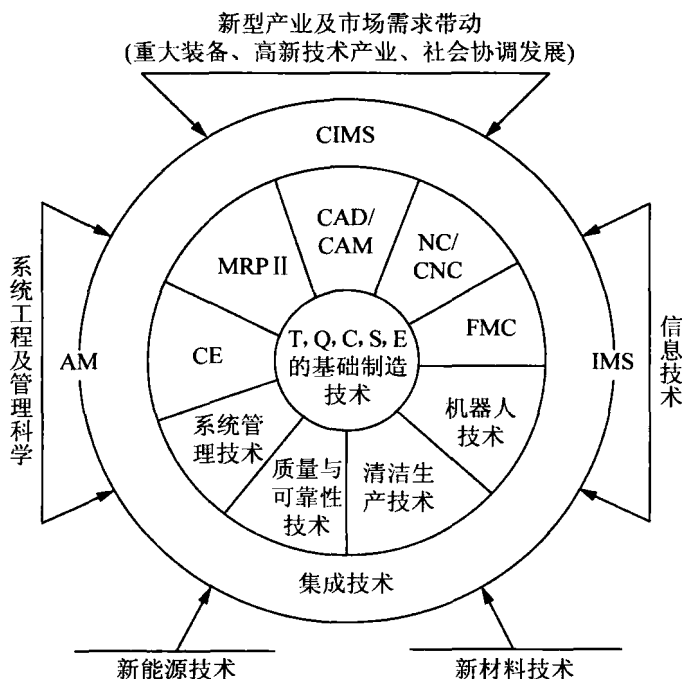 新型产业及市场需求带动
(重大装备、高新技术产业、社会协调发展)
CIMS
CAD/
CAM
NC/
CNC
MRPⅡ
FMC
T, Q, C, S, E
的基础制造
技术
CE
AM
IMS
系统工程及管理科学
信息技术
机器人
技术
系统管
理技术
质量与
可靠性
技术
清洁生
产技术
集成技术
新能源技术
新材料技术